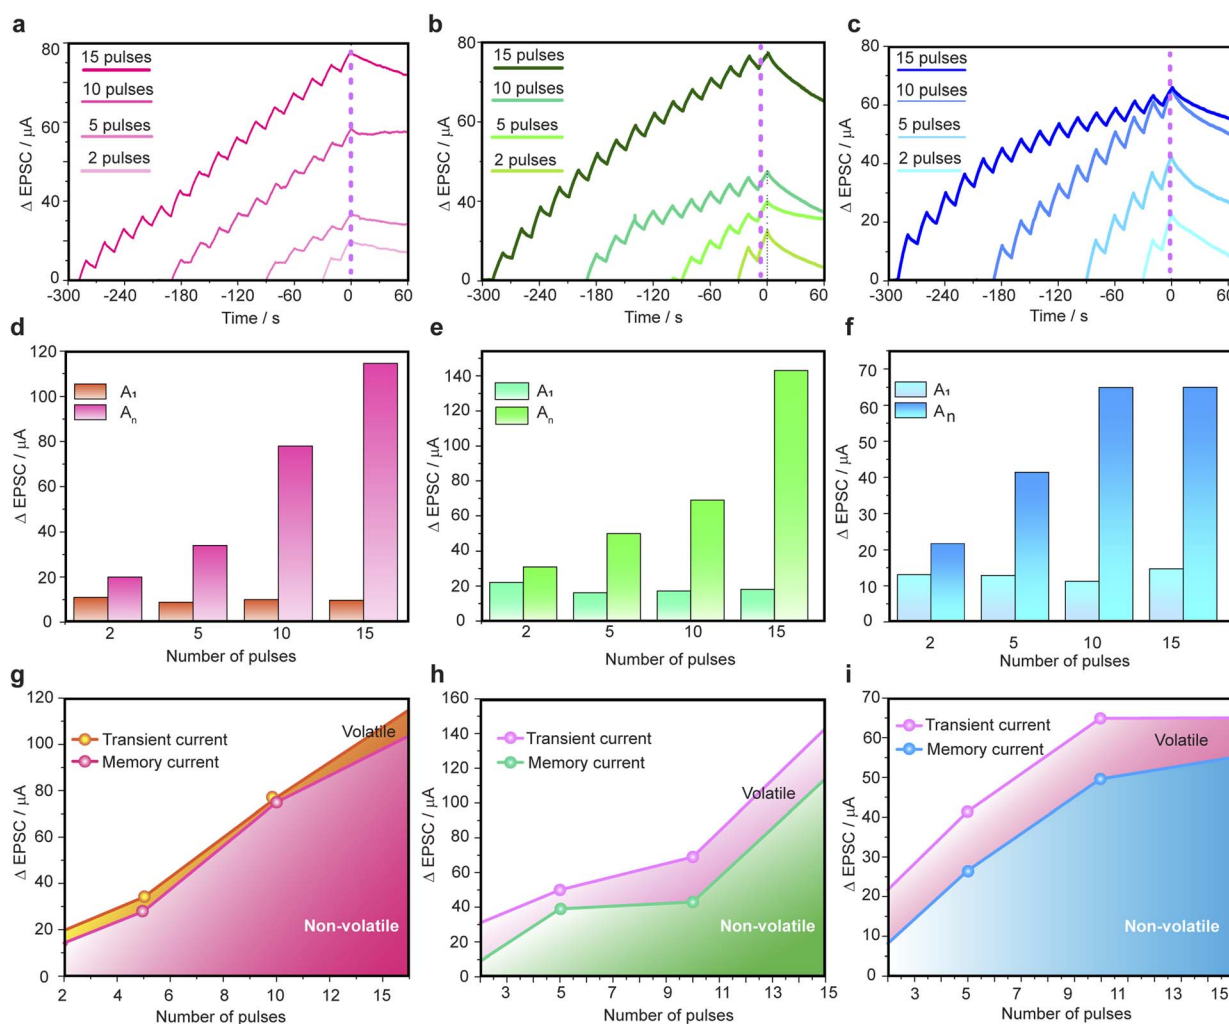 a
80
60
40
20
0
Δ EPSC / μA
15 pulses
10 pulses
5 pulses
2 pulses
-300 -240 -180 -120 -60 0 60
Time / s
b
80
60
40
20
0
Δ EPSC / μA
15 pulses
10 pulses
5 pulses
2 pulses
-300 -240 -180 -120 -60 0 60
Time / s
c
80
60
40
20
0
Δ EPSC / μA
15 pulses
10 pulses
5 pulses
2 pulses
-300 -240 -180 -120 -60 0 60
Time / s
d
120
100
80
60
40
20
0
Δ EPSC / μA
A₁
Aₙ
2 5 10 15
Number of pulses
e
140
120
100
80
60
40
20
0
Δ EPSC / μA
A₁
Aₙ
2 5 10 15
Number of pulses
f
70
60
50
40
30
20
10
0
Δ EPSC / μA
A₁
Aₙ
2 5 10 15
Number of pulses
g
120
100
80
60
40
20
0
Δ EPSC / μA
Transient current
Memory current
Volatile
Non-volatile
2 4 6 8 10 12 15
Number of pulses
h
160
140
120
100
80
60
40
20
0
Δ EPSC / μA
Transient current
Memory current
Volatile
Non-volatile
3 5 7 9 11 13 15
Number of pulses
i
70
60
50
40
30
20
10
0
Δ EPSC / μA
Transient current
Memory current
Volatile
Non-volatile
3 5 7 9 11 13 15
Number of pulses